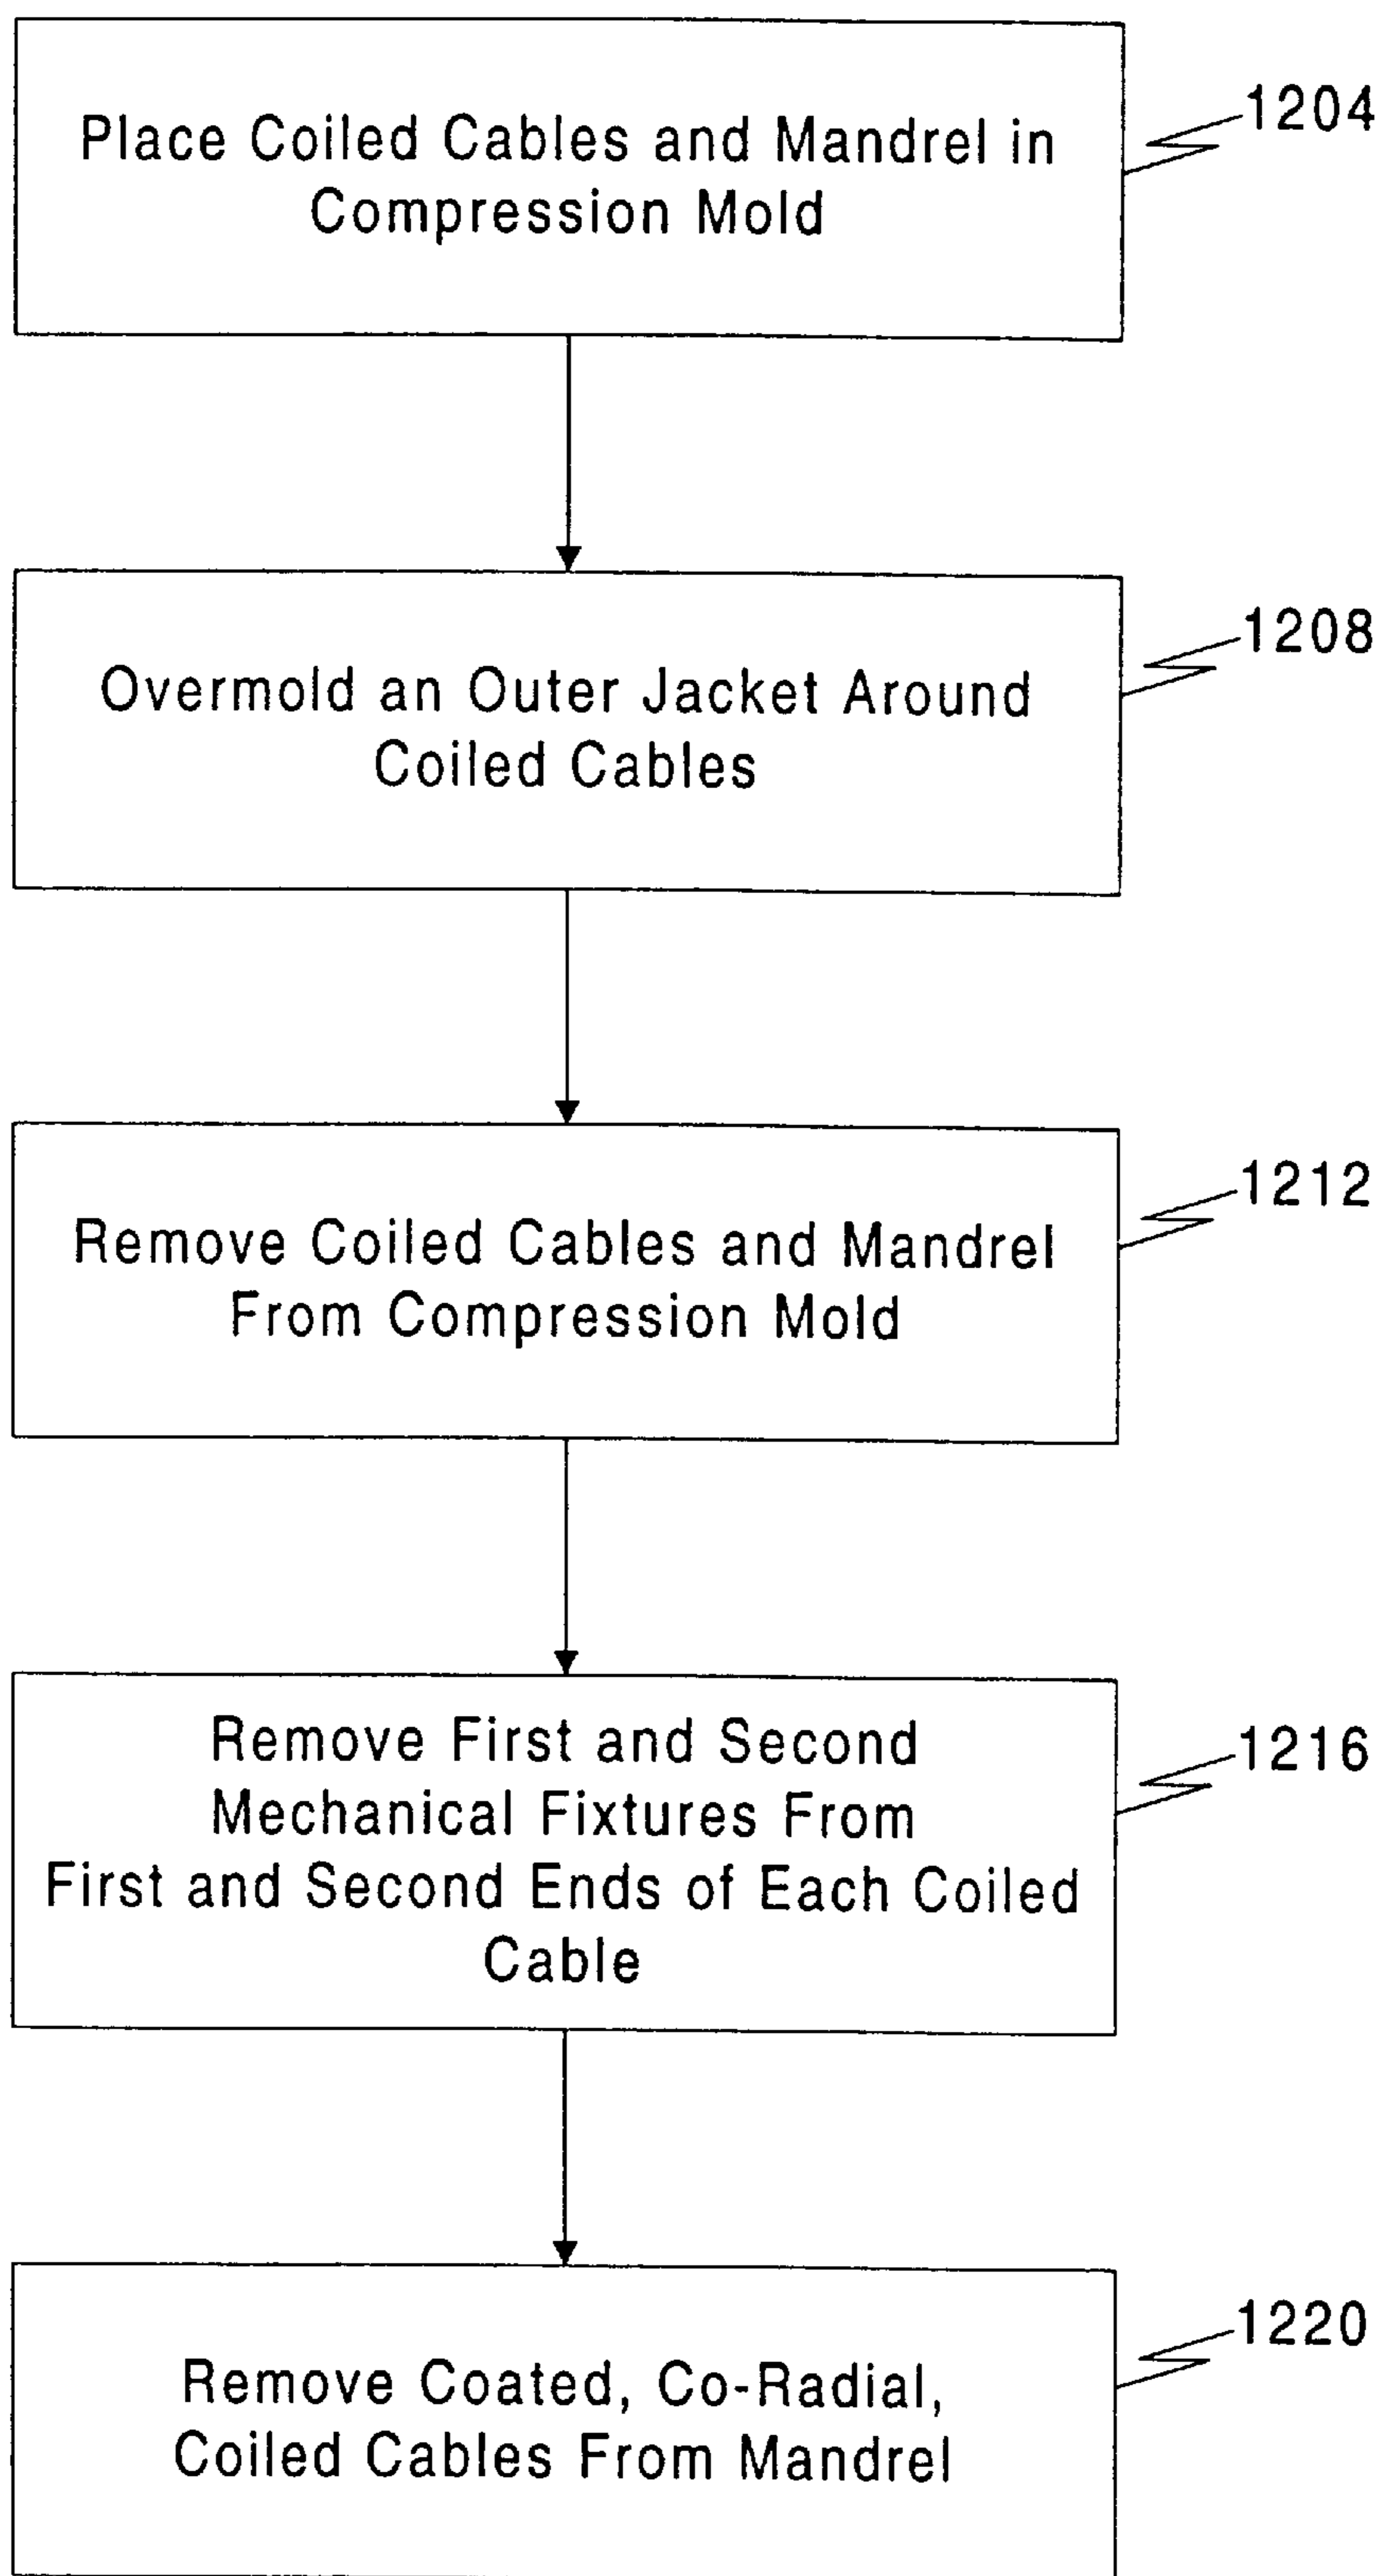 Place Coiled Cables and Mandrel in
Compression Mold
1204
Overmold an Outer Jacket Around
Coiled Cables
1208
Remove Coiled Cables and Mandrel
From Compression Mold
1212
Remove First and Second
Mechanical Fixtures From
First and Second Ends of Each Coiled
Cable
1216
Remove Coated, Co-Radial,
Coiled Cables From Mandrel
1220